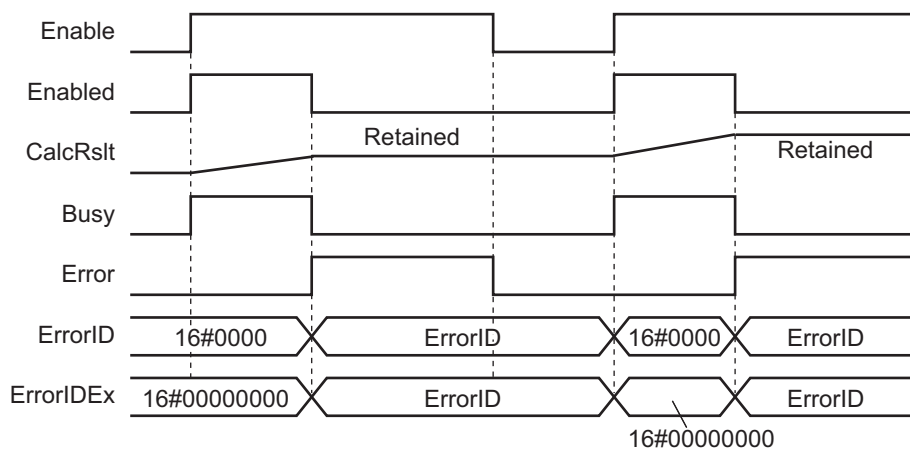 Enable
Enabled
CalcRslt
Retained
Retained
Busy
Error
ErrorID
16#0000
ErrorID
16#0000
ErrorID
ErrorIDEx
16#00000000
ErrorID
ErrorID
16#00000000